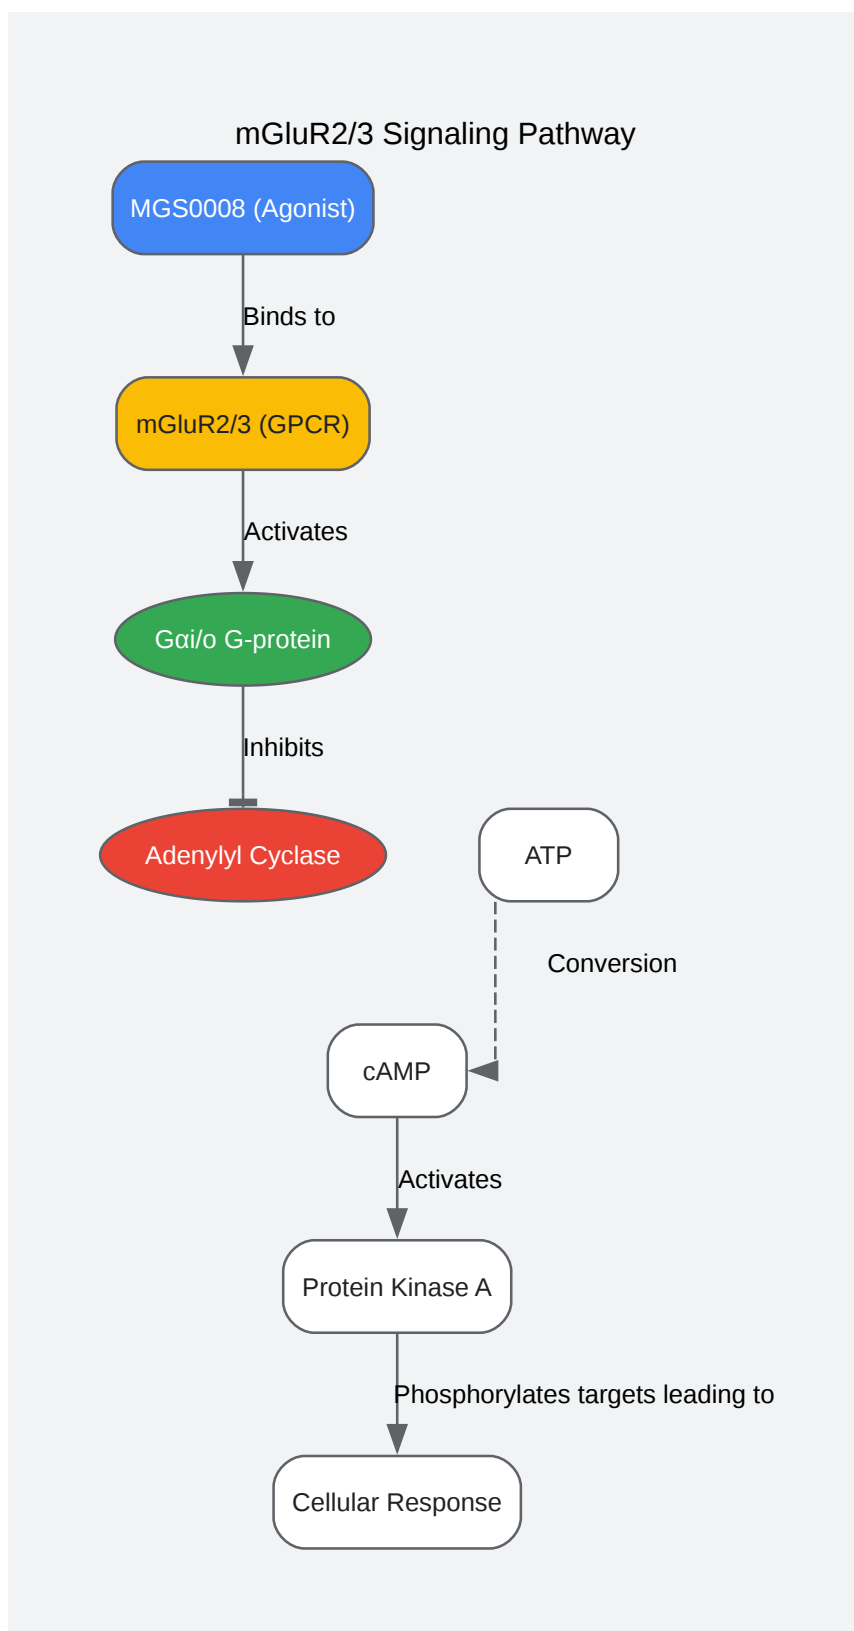 mGluR2/3 Signaling Pathway
MGS0008 (Agonist)
Binds to
mGluR2/3 (GPCR)
Activates
Gαi/o G-protein
Inhibits
Adenylyl Cyclase
ATP
Conversion
cAMP
Activates
Protein Kinase A
Phosphorylates targets leading to
Cellular Response